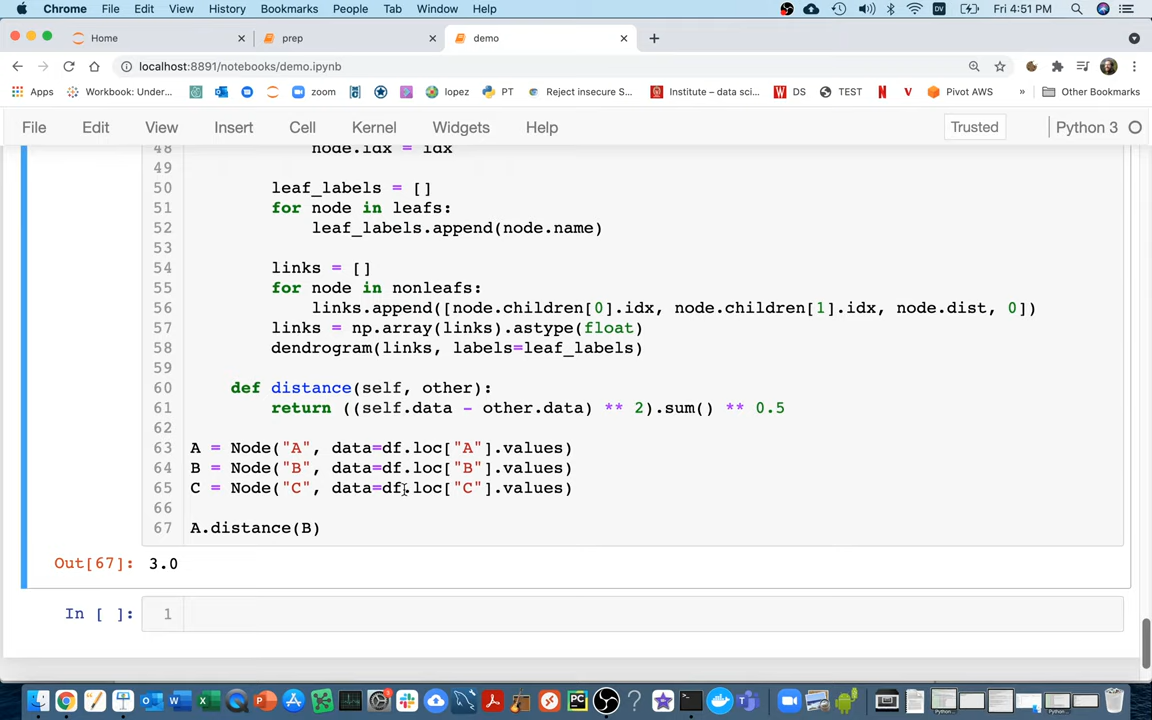 Chrome File Edit View History Bookmarks People Tab Window Help Fri 4:51 PM
Home × prep × demo × +
localhost:8891/notebooks/demo.ipynb
Apps Workbook: Under... zoom lopez PT Reject insecure S... Institute – data sci... DS TEST Pivot AWS » Other Bookmarks
File Edit View Insert Cell Kernel Widgets Help Trusted Python 3
48 node.idx = idx
49
50 leaf_labels = []
51 for node in leafs:
52 leaf_labels.append(node.name)
53
54 links = []
55 for node in nonleafs:
56 links.append([node.children[0].idx, node.children[1].idx, node.dist, 0])
57 links = np.array(links).astype(float)
58 dendrogram(links, labels=leaf_labels)
59
60 def distance(self, other):
61 return ((self.data - other.data) ** 2).sum() ** 0.5
62
63 A = Node("A", data=df.loc["A"].values)
64 B = Node("B", data=df.loc["B"].values)
65 C = Node("C", data=df.loc["C"].values)
66
67 A.distance(B)
Out[67]: 3.0
In [ ]: 1